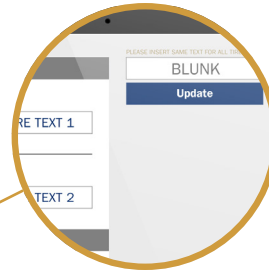 PLEASE INSERT SAME TEXT FOR ALL
BLUNK
Update
RE TEXT 1
TEXT 2